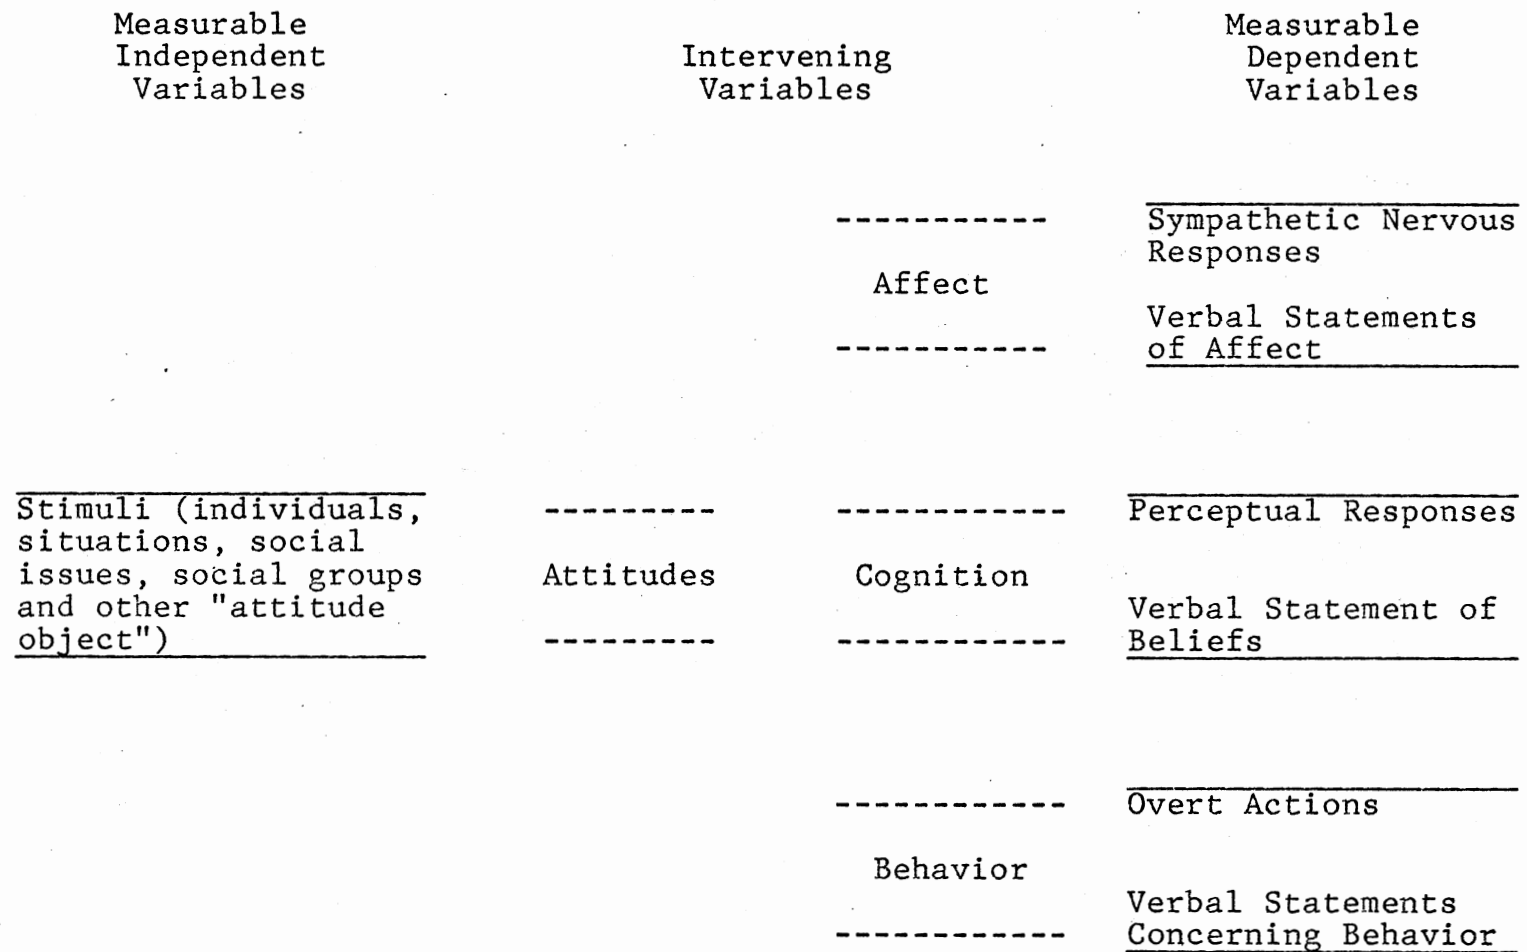 Measurable
Independent
Variables
Intervening
Variables
Measurable
Dependent
Variables
Sympathetic Nervous
Responses
Affect
Verbal Statements
of Affect
Stimuli (individuals,
situations, social
issues, social groups
and other "attitude
object")
Attitudes
Cognition
Perceptual Responses
Verbal Statement of
Beliefs
Overt Actions
Behavior
Verbal Statements
Concerning Behavior